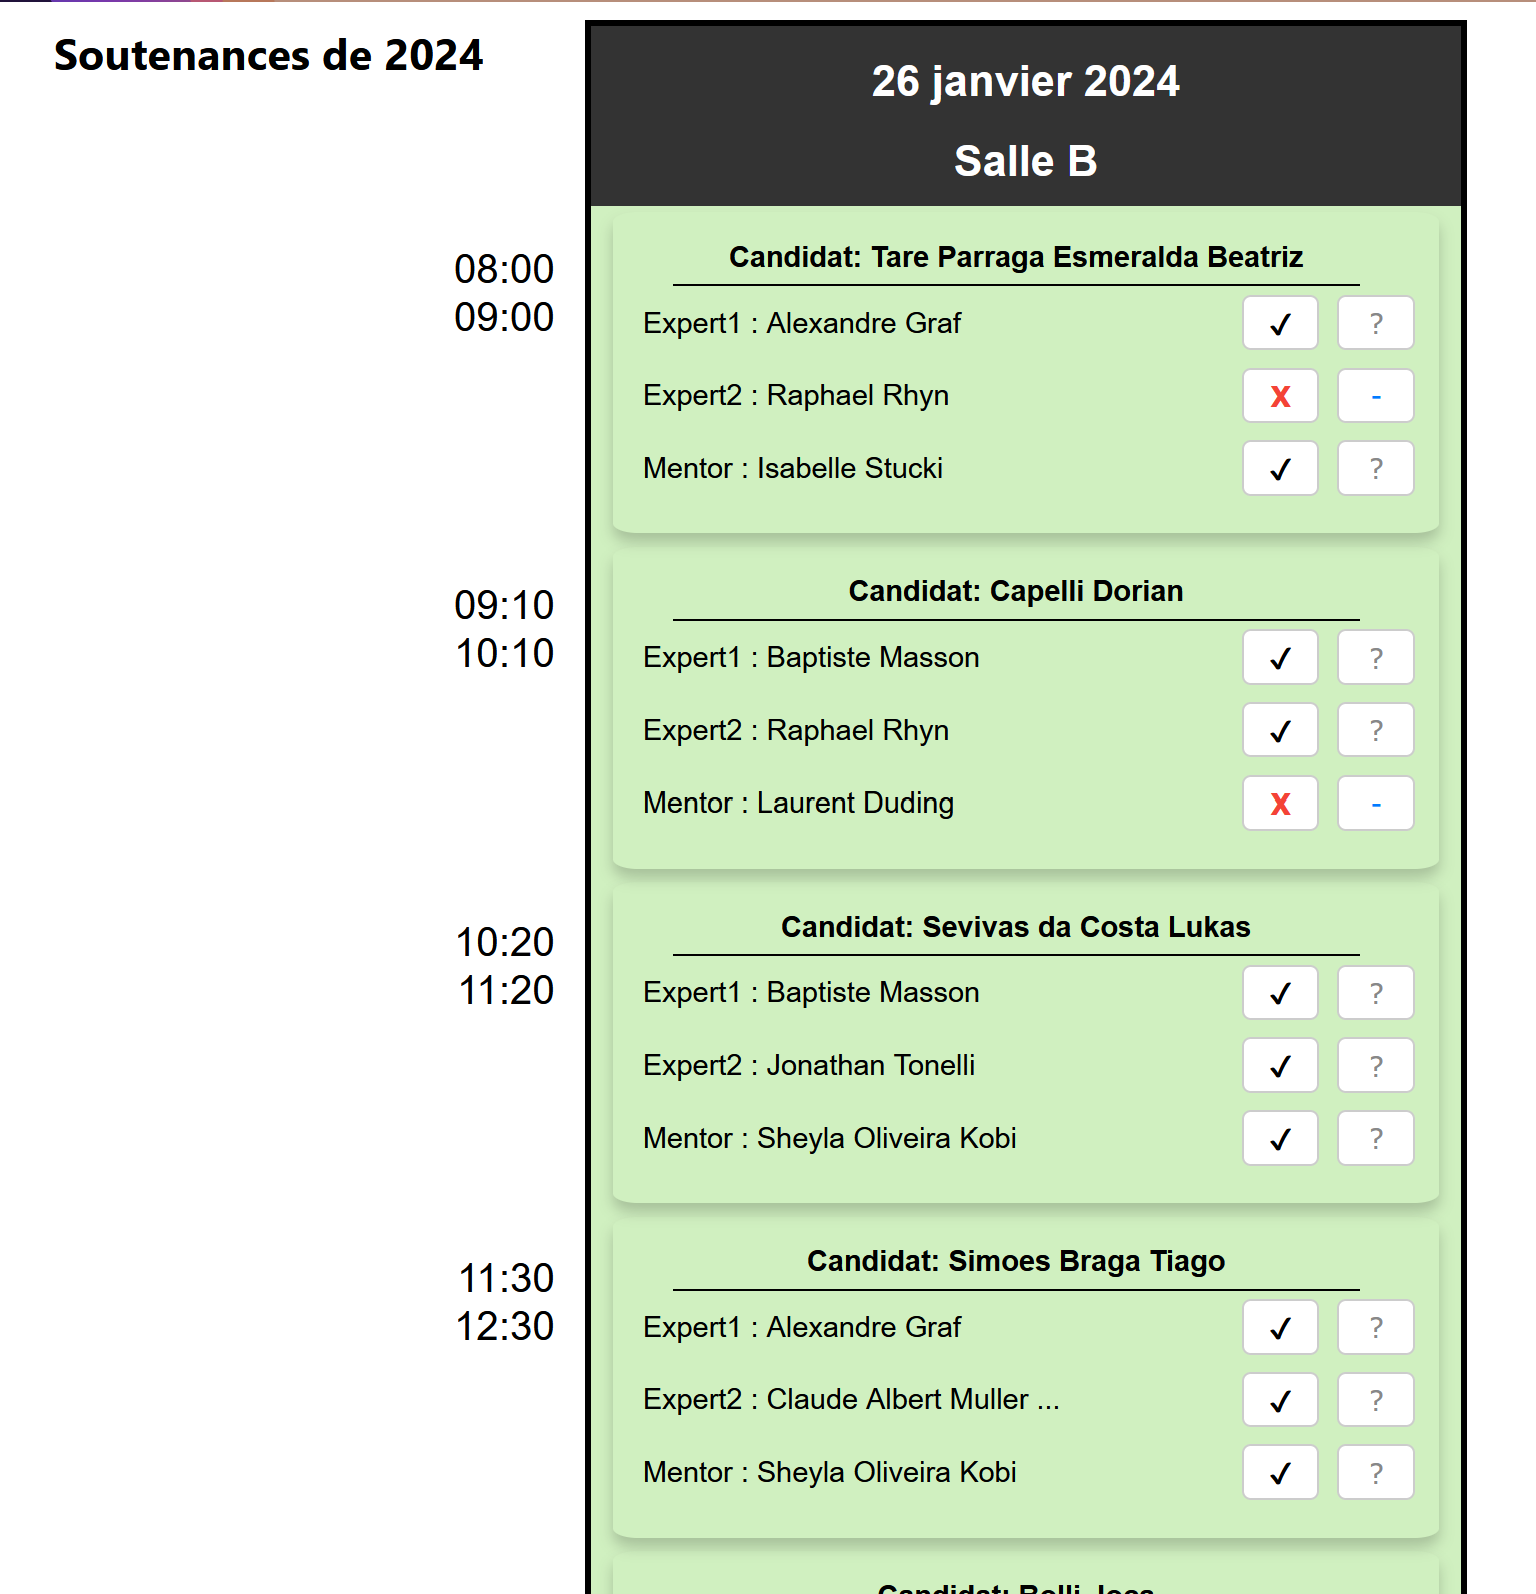 Soutenances de 2024
26 janvier 2024
Salle B
08:00
09:00
Candidat: Tare Parraga Esmeralda Beatriz
Expert1 : Alexandre Graf ✓ ?
Expert2 : Raphael Rhyn X -
Mentor : Isabelle Stucki ✓ ?
09:10
10:10
Candidat: Capelli Dorian
Expert1 : Baptiste Masson ✓ ?
Expert2 : Raphael Rhyn ✓ ?
Mentor : Laurent Duding X -
10:20
11:20
Candidat: Sevivas da Costa Lukas
Expert1 : Baptiste Masson ✓ ?
Expert2 : Jonathan Tonelli ✓ ?
Mentor : Sheyla Oliveira Kobi ✓ ?
11:30
12:30
Candidat: Simoes Braga Tiago
Expert1 : Alexandre Graf ✓ ?
Expert2 : Claude Albert Muller ... ✓ ?
Mentor : Sheyla Oliveira Kobi ✓ ?
Candidat: